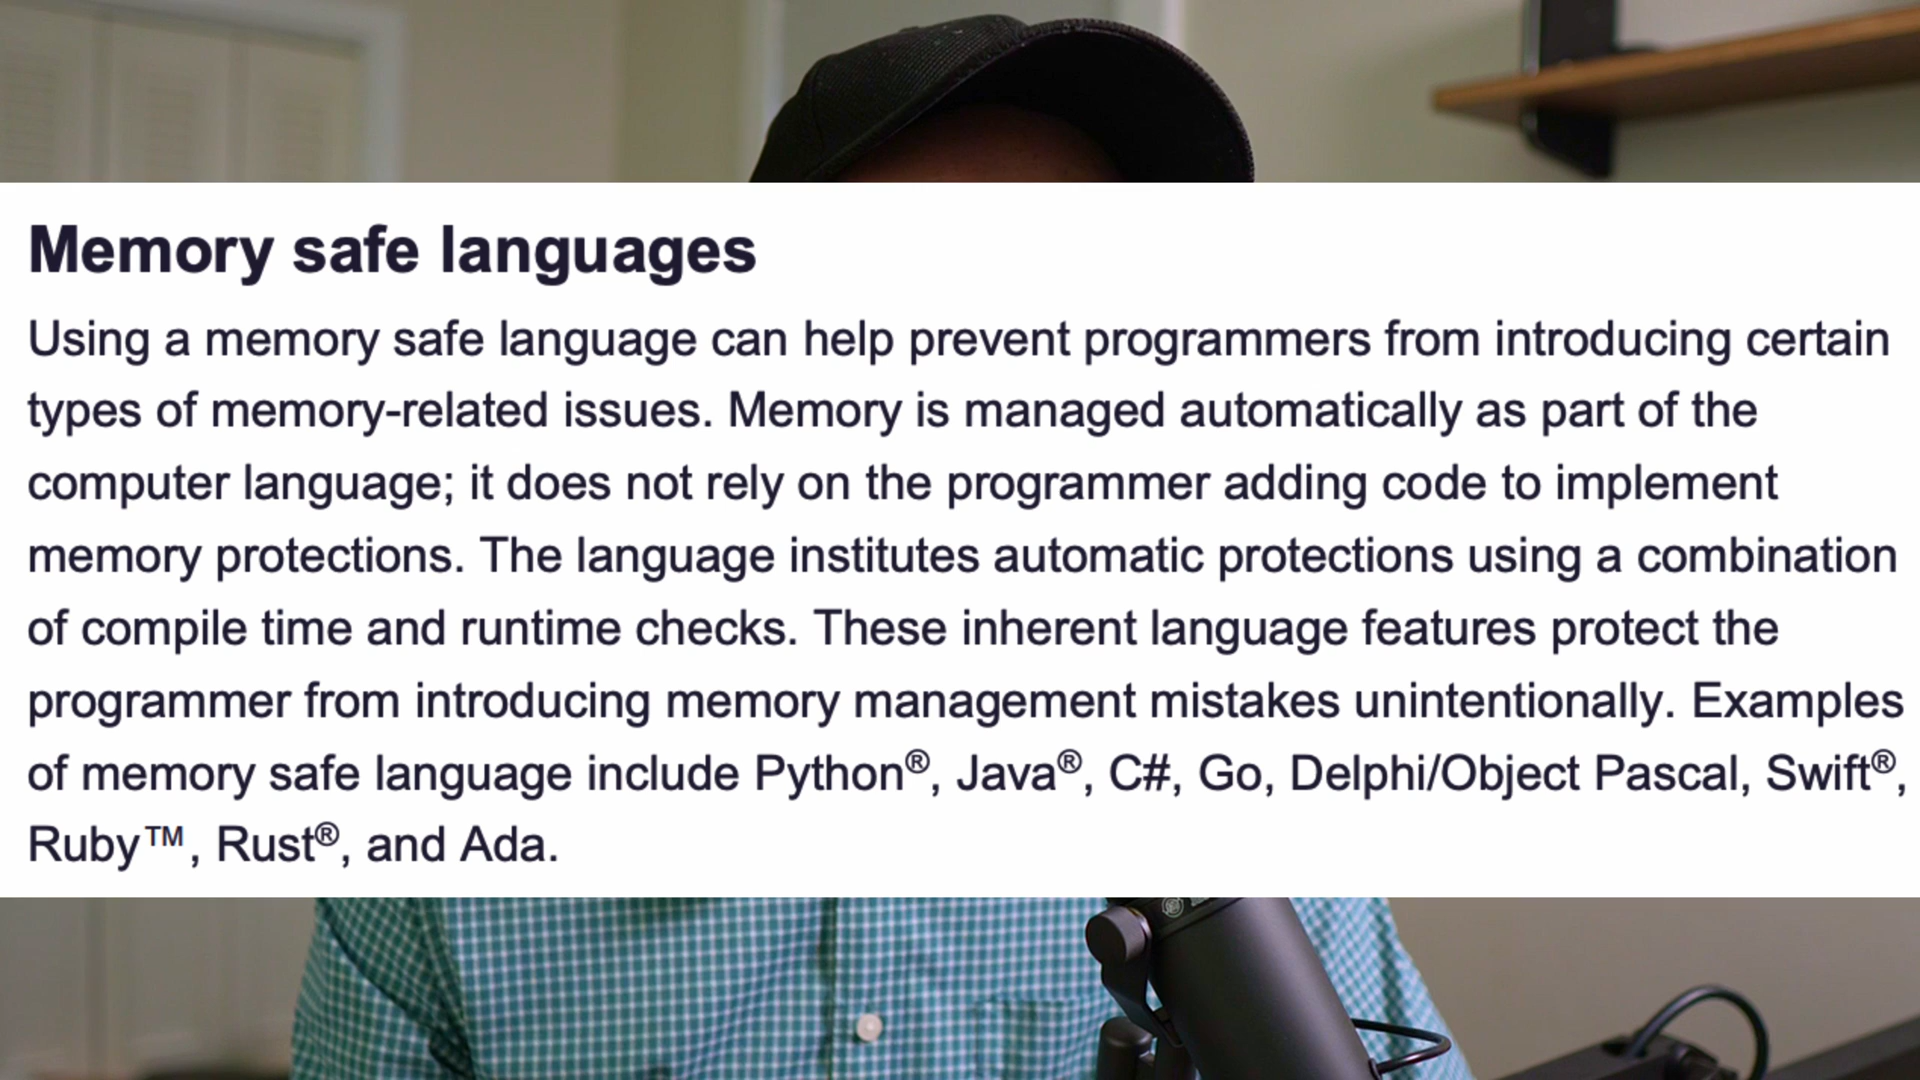 Memory safe languages
Using a memory safe language can help prevent programmers from introducing certain
types of memory-related issues. Memory is managed automatically as part of the
computer language; it does not rely on the programmer adding code to implement
memory protections. The language institutes automatic protections using a combination
of compile time and runtime checks. These inherent language features protect the
programmer from introducing memory management mistakes unintentionally. Examples
of memory safe language include Python®, Java®, C#, Go, Delphi/Object Pascal, Swift®,
Ruby™, Rust®, and Ada.